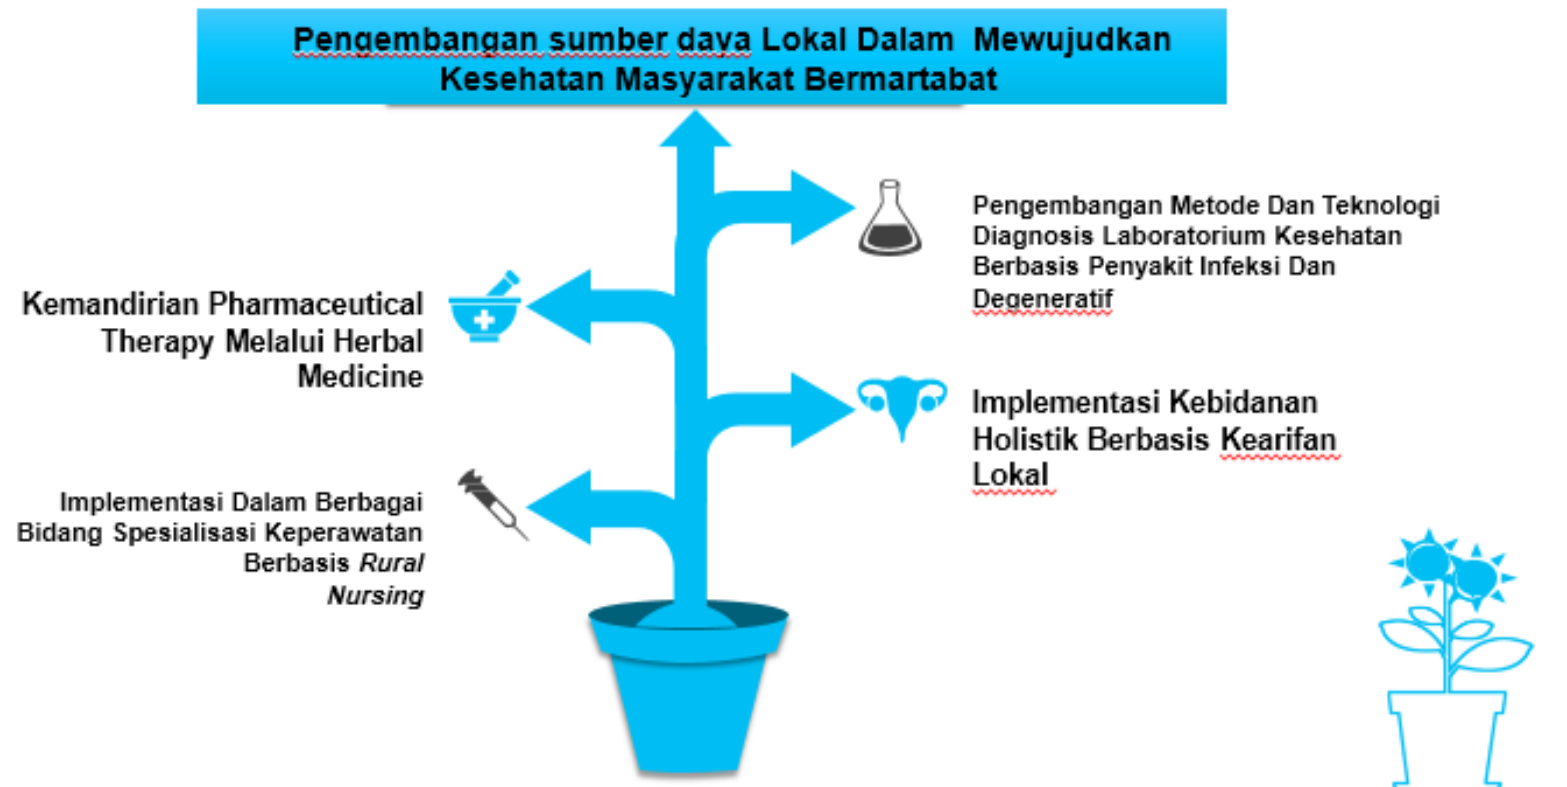 Pengembangan sumber daya Lokal Dalam Mewujudkan
Kesehatan Masyarakat Bermartabat
Pengembangan Metode Dan Teknologi
Diagnosis Laboratorium Kesehatan
Berbasis Penyakit Infeksi Dan
Degeneratif
Kemandirian Pharmaceutical
Therapy Melalui Herbal
Medicine
Implementasi Kebidanan
Holistik Berbasis Kearifan
Lokal
Implementasi Dalam Berbagai
Bidang Spesialisasi Keperawatan
Berbasis Rural
Nursing